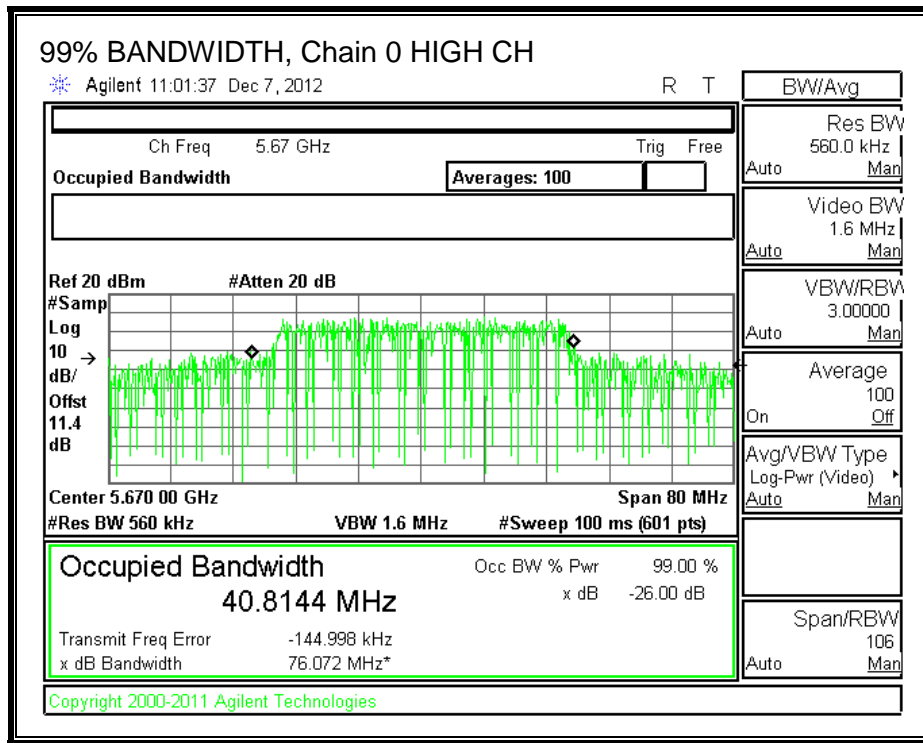 99% BANDWIDTH, Chain 0 HIGH CH
Agilent 11:01:37 Dec 7, 2012 R T
Ch Freq 5.67 GHz Trig Free
Occupied Bandwidth Averages: 100
Ref 20 dBm #Atten 20 dB
#Samp
Log
10
dB/
Offst
11.4
dB
Center 5.670 00 GHz Span 80 MHz
#Res BW 560 kHz VBW 1.6 MHz #Sweep 100 ms (601 pts)
Occupied Bandwidth
40.8144 MHz
Occ BW % Pwr 99.00 %
x dB -26.00 dB
Transmit Freq Error -144.998 kHz
x dB Bandwidth 76.072 MHz*
Copyright 2000-2011 Agilent Technologies
BW/Avg
Res BW
560.0 kHz
Auto Man
Video BW
1.6 MHz
Auto Man
VBW/RBW
3.00000
Auto Man
Average
100
On Off
Avg/VBW Type
Log-Pwr (Video)
Auto Man
Span/RBW
106
Auto Man